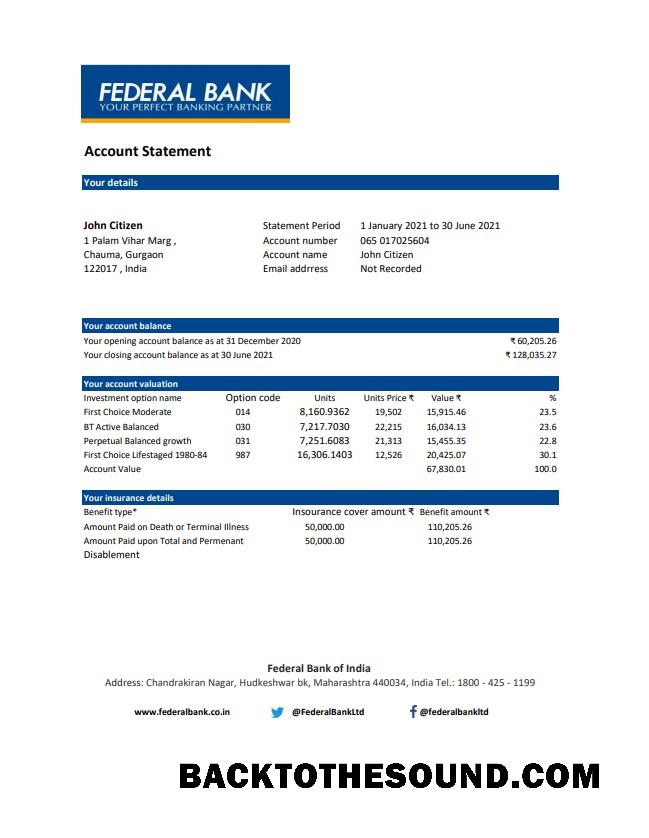 FEDERAL BANK
YOUR PERFECT BANKING PARTNER
Account Statement
Your details
John Citizen Statement Period 1 January 2021 to 30 June 2021
1 Palam Vihar Marg , Account number 065 017025604
Chauma, Gurgaon Account name John Citizen
122017 , India Email addrress Not Recorded
Your account balance
Your opening account balance as at 31 December 2020 ₹ 60,205.26
Your closing account balance as at 30 June 2021 ₹ 128,035.27
Your account valuation
Investment option name Option code Units Units Price ₹ Value ₹ %
First Choice Moderate 014 8,160.9362 19,502 15,915.46 23.5
BT Active Balanced 030 7,217.7030 22,215 16,034.13 23.6
Perpetual Balanced growth 031 7,251.6083 21,313 15,455.35 22.8
First Choice Lifestaged 1980-84 987 16,306.1403 12,526 20,425.07 30.1
Account Value 67,830.01 100.0
Your insurance details
Benefit type* Insourance cover amount ₹ Benefit amount ₹
Amount Paid on Death or Terminal Illness 50,000.00 110,205.26
Amount Paid upon Total and Permenant 50,000.00 110,205.26
Disablement
Federal Bank of India
Address: Chandrakiran Nagar, Hudkeshwar bk, Maharashtra 440034, India Tel.: 1800 - 425 - 1199
www.federalbank.co.in @FederalBankLtd @federalbankltd
BACKTOTHESOUND.COM